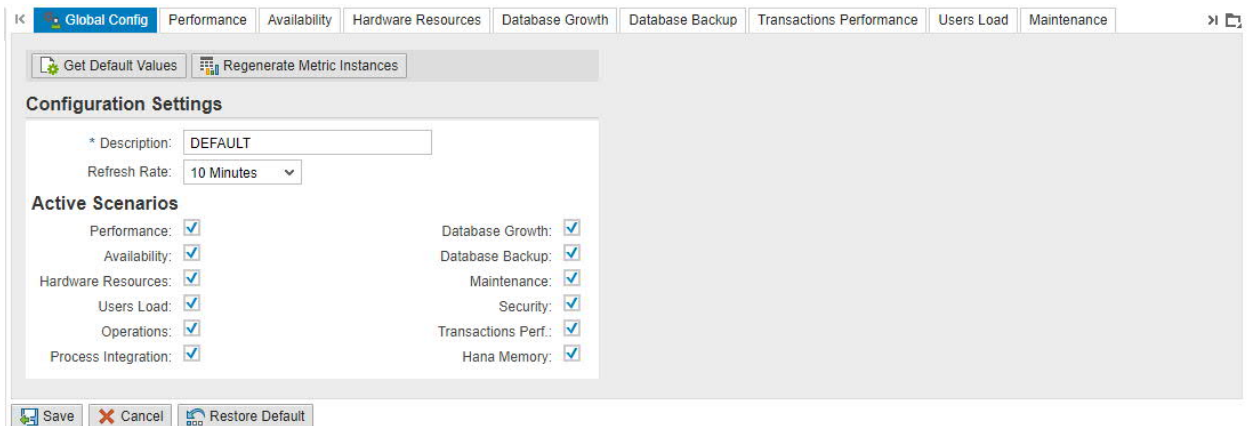 Global Config Performance Availability Hardware Resources Database Growth Database Backup Transactions Performance Users Load Maintenance
Get Default Values Regenerate Metric Instances
Configuration Settings
* Description: DEFAULT
Refresh Rate: 10 Minutes
Active Scenarios
Performance: Database Growth:
Availability: Database Backup:
Hardware Resources: Maintenance:
Users Load: Security:
Operations: Transactions Perf.:
Process Integration: Hana Memory:
Save Cancel Restore Default